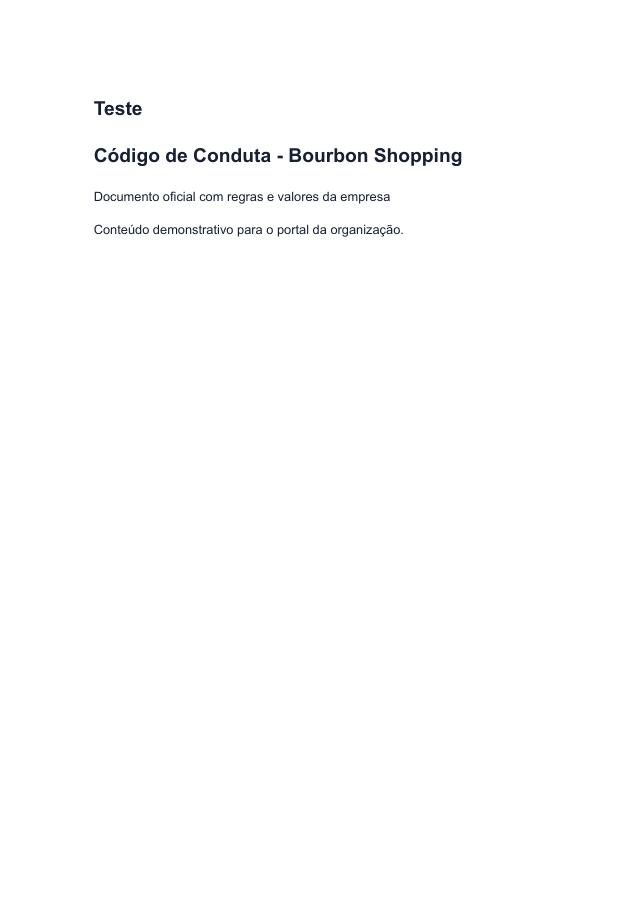 Teste
Código de Conduta - Bourbon Shopping
Documento oficial com regras e valores da empresa
Conteúdo demonstrativo para o portal da organização.